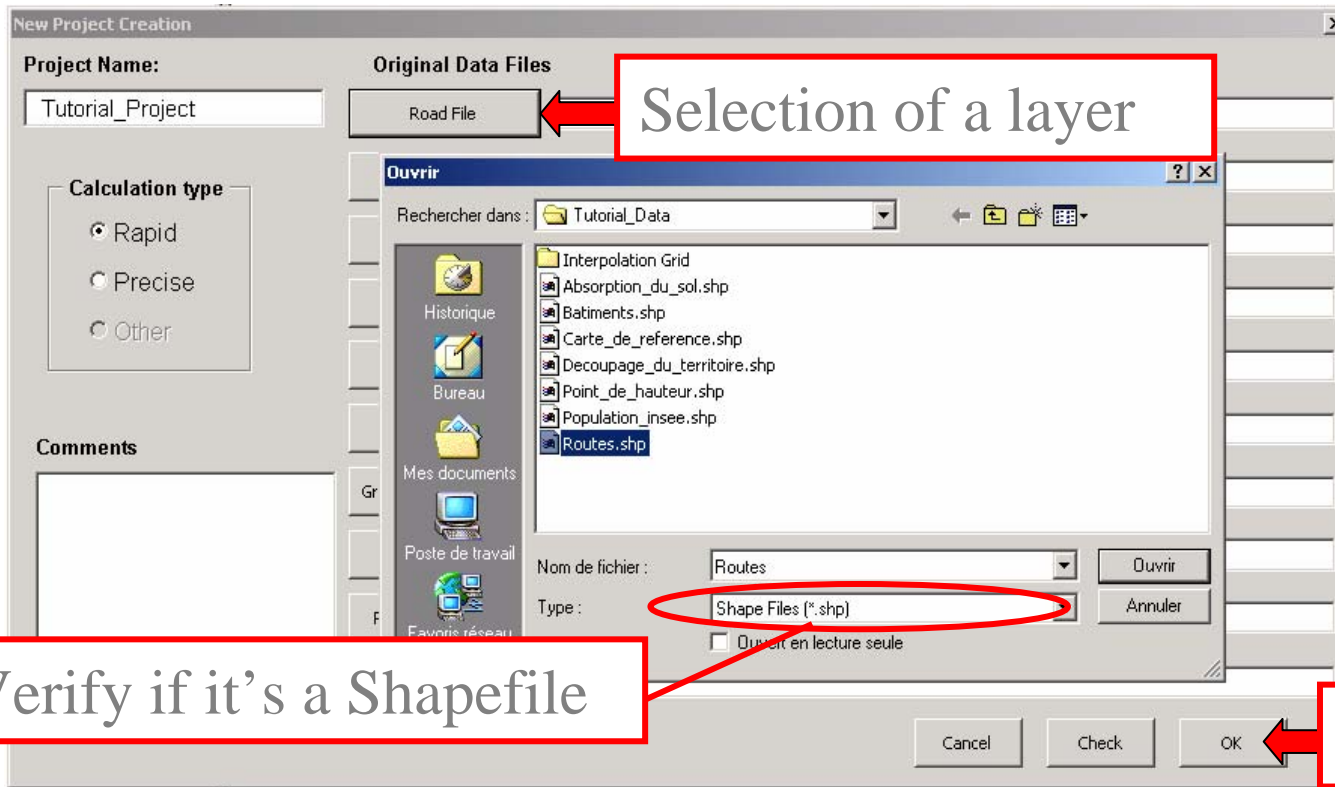 New Project Creation
Project Name:
Original Data Files
Tutorial_Project
Road File
Selection of a layer
Calculation type
Rapid
Precise
Other
Comments
Gr
F
Ouvrir
Rechercher dans :
Tutorial_Data
Historique
Bureau
Mes documents
Poste de travail
Favoris réseau
Interpolation Grid
Absorption_du_sol.shp
Batiments.shp
Carte_de_reference.shp
Decoupage_du_territoire.shp
Point_de_hauteur.shp
Population_insee.shp
Routes.shp
Nom de fichier :
Routes
Ouvrir
Type :
Shape Files (*.shp)
Annuler
Ouvert en lecture seule
Verify if it's a Shapefile
Cancel
Check
OK